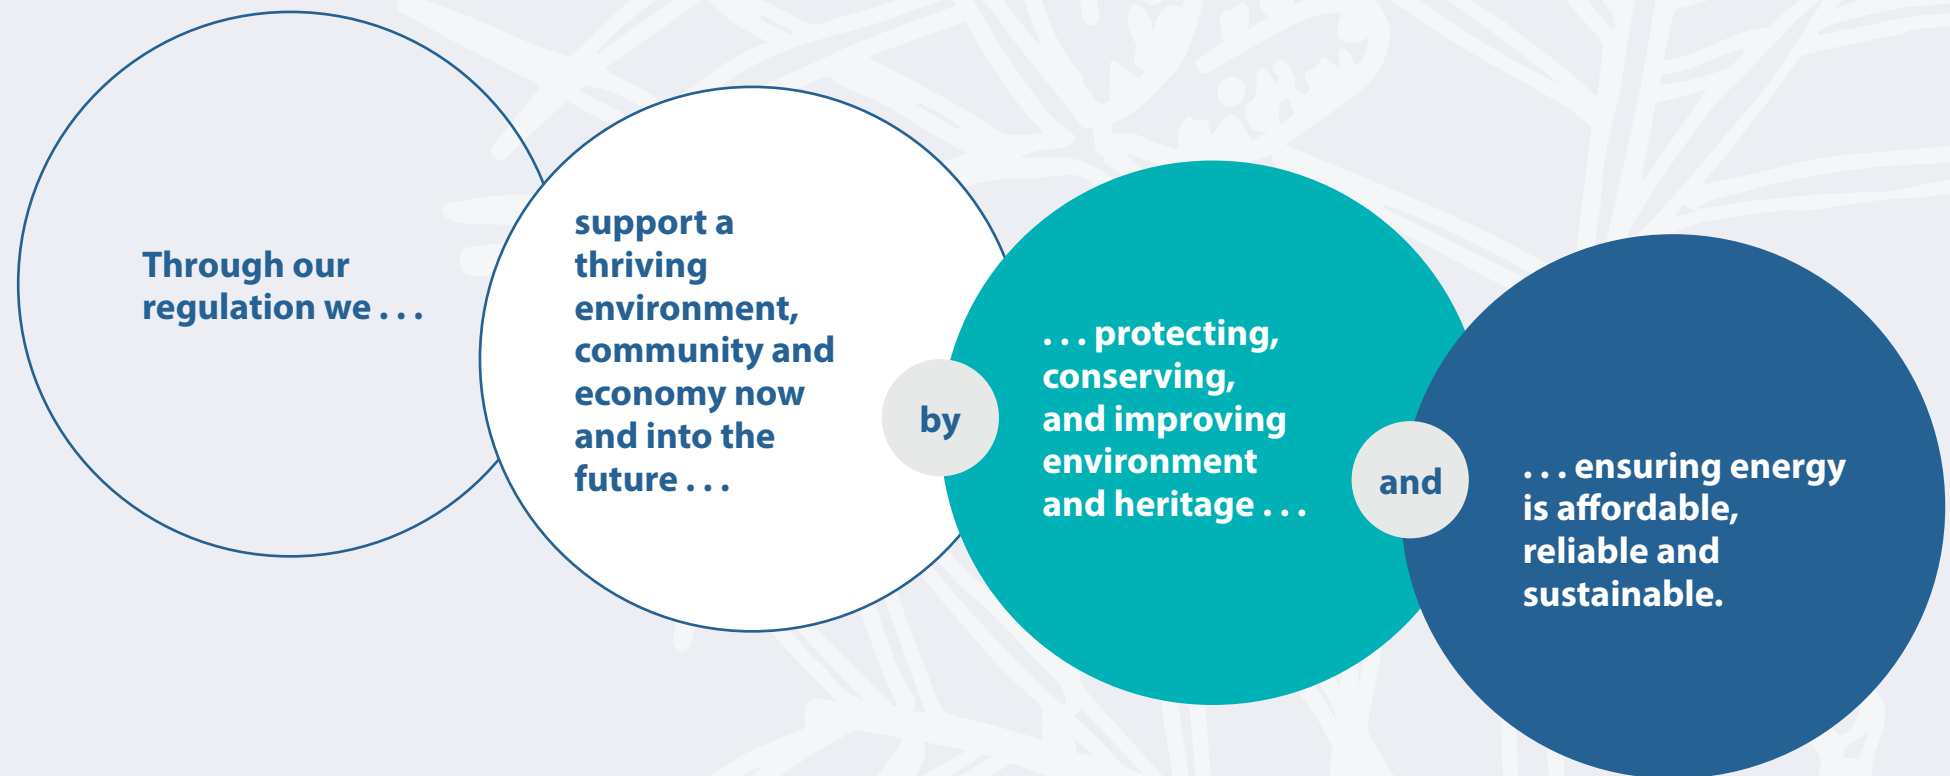 Through our
regulation we . . .
support a
thriving
environment,
community and
economy now
and into the
future . . .
by
. . . protecting,
conserving,
and improving
environment
and heritage . . .
and
. . . ensuring energy
is affordable,
reliable and
sustainable.